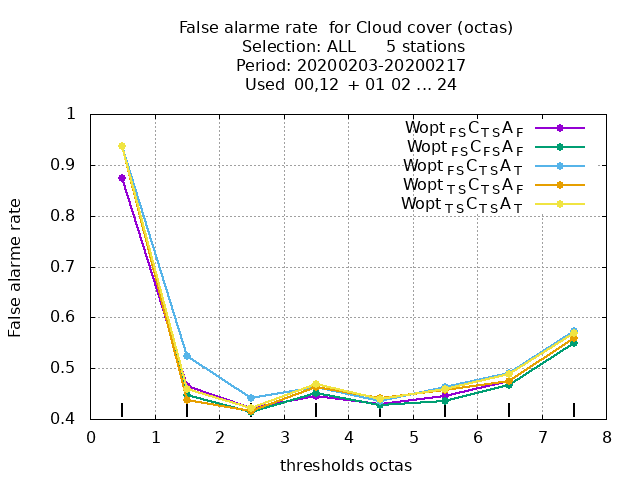 False alarme rate for Cloud cover (octas)
Selection: ALL 5 stations
Period: 20200203-20200217
Used 00,12 + 01 02 ... 24
1
0.9
0.8
0.7
0.6
0.5
0.4
False alarme rate
Wopt FS C TS A F
Wopt FS C FS A F
Wopt FS C TS A T
Wopt TS C TS A F
Wopt TS C TS A T
0 1 2 3 4 5 6 7 8
thresholds octas